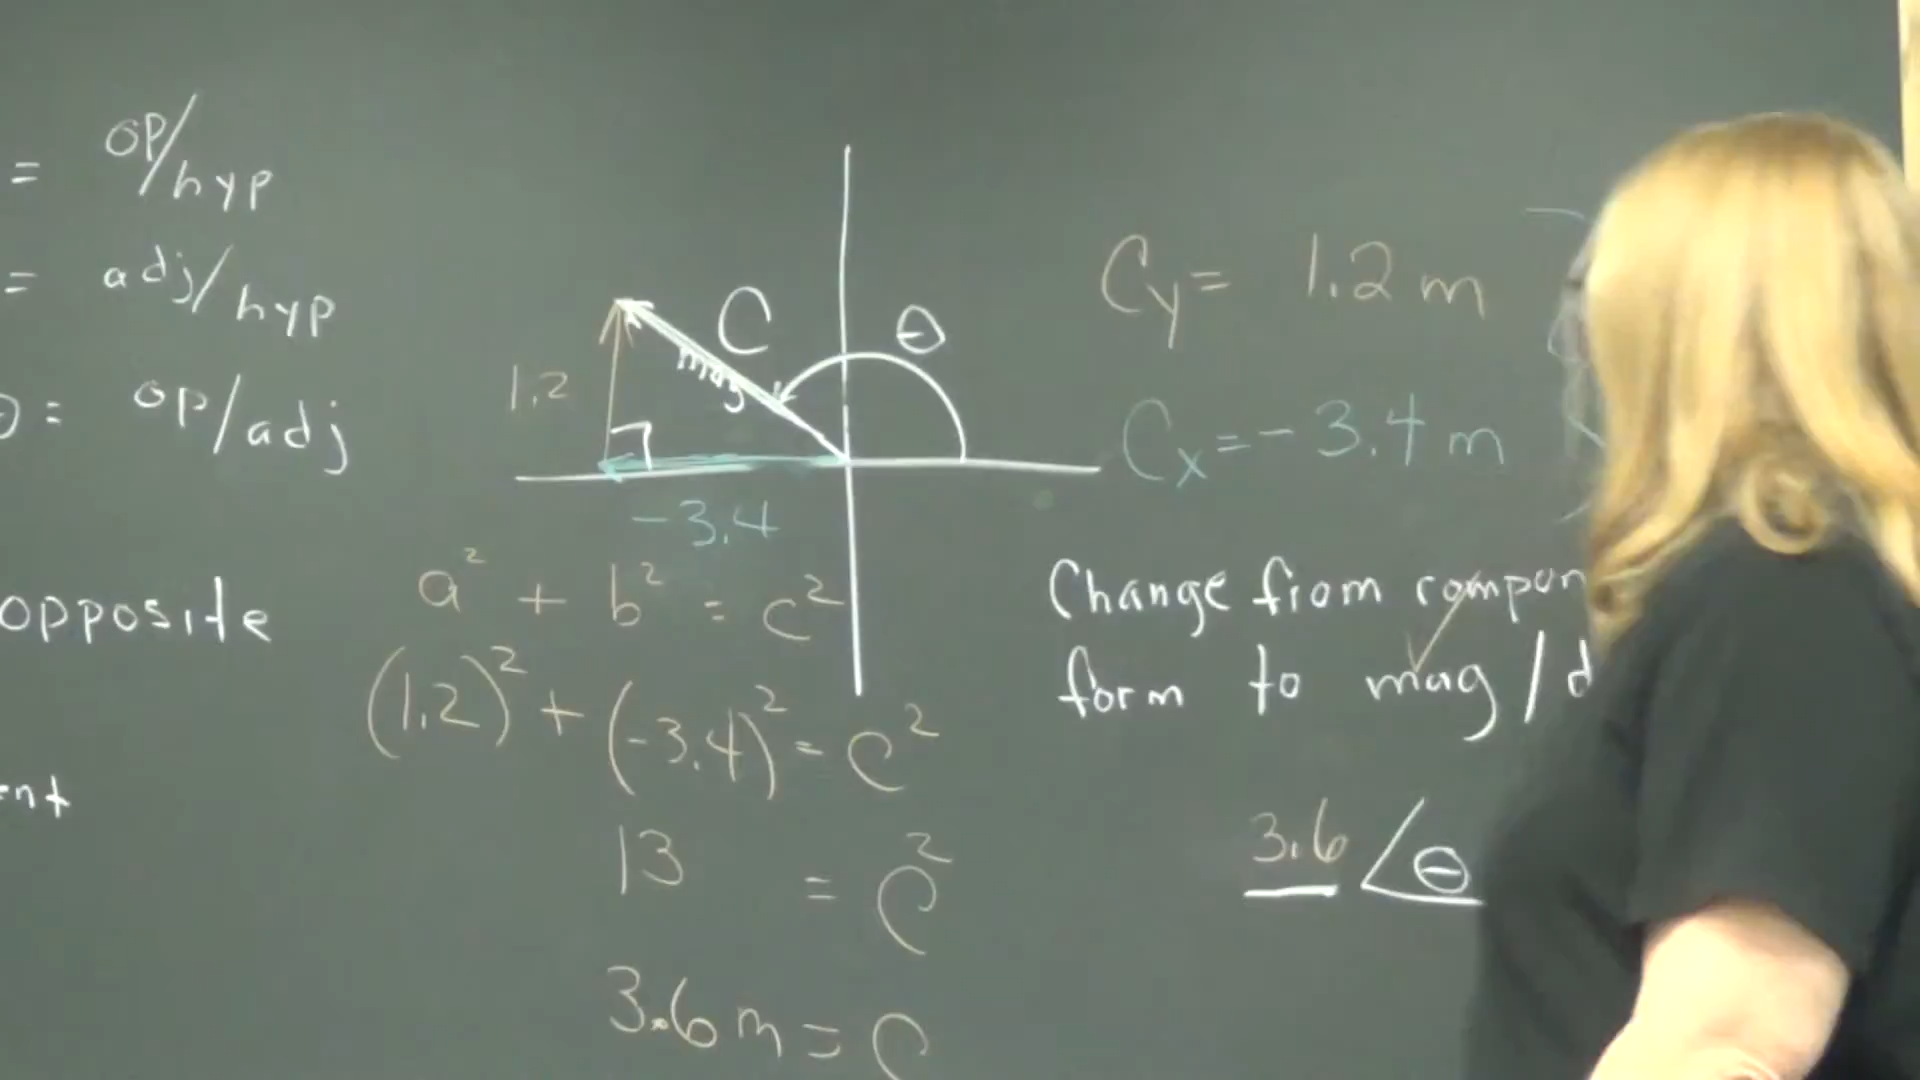 = op/hyp
= adj/hyp
θ = op/adj
opposite
ent
C
mag
θ
1.2
-3.4
Cy = 1.2 m
Cx = -3.4 m
a² + b² = c²
(1.2)² + (-3.4)² = c²
13 = c²
3.6 m = c
Change from compon
form to mag/d
3.6 ∠θ